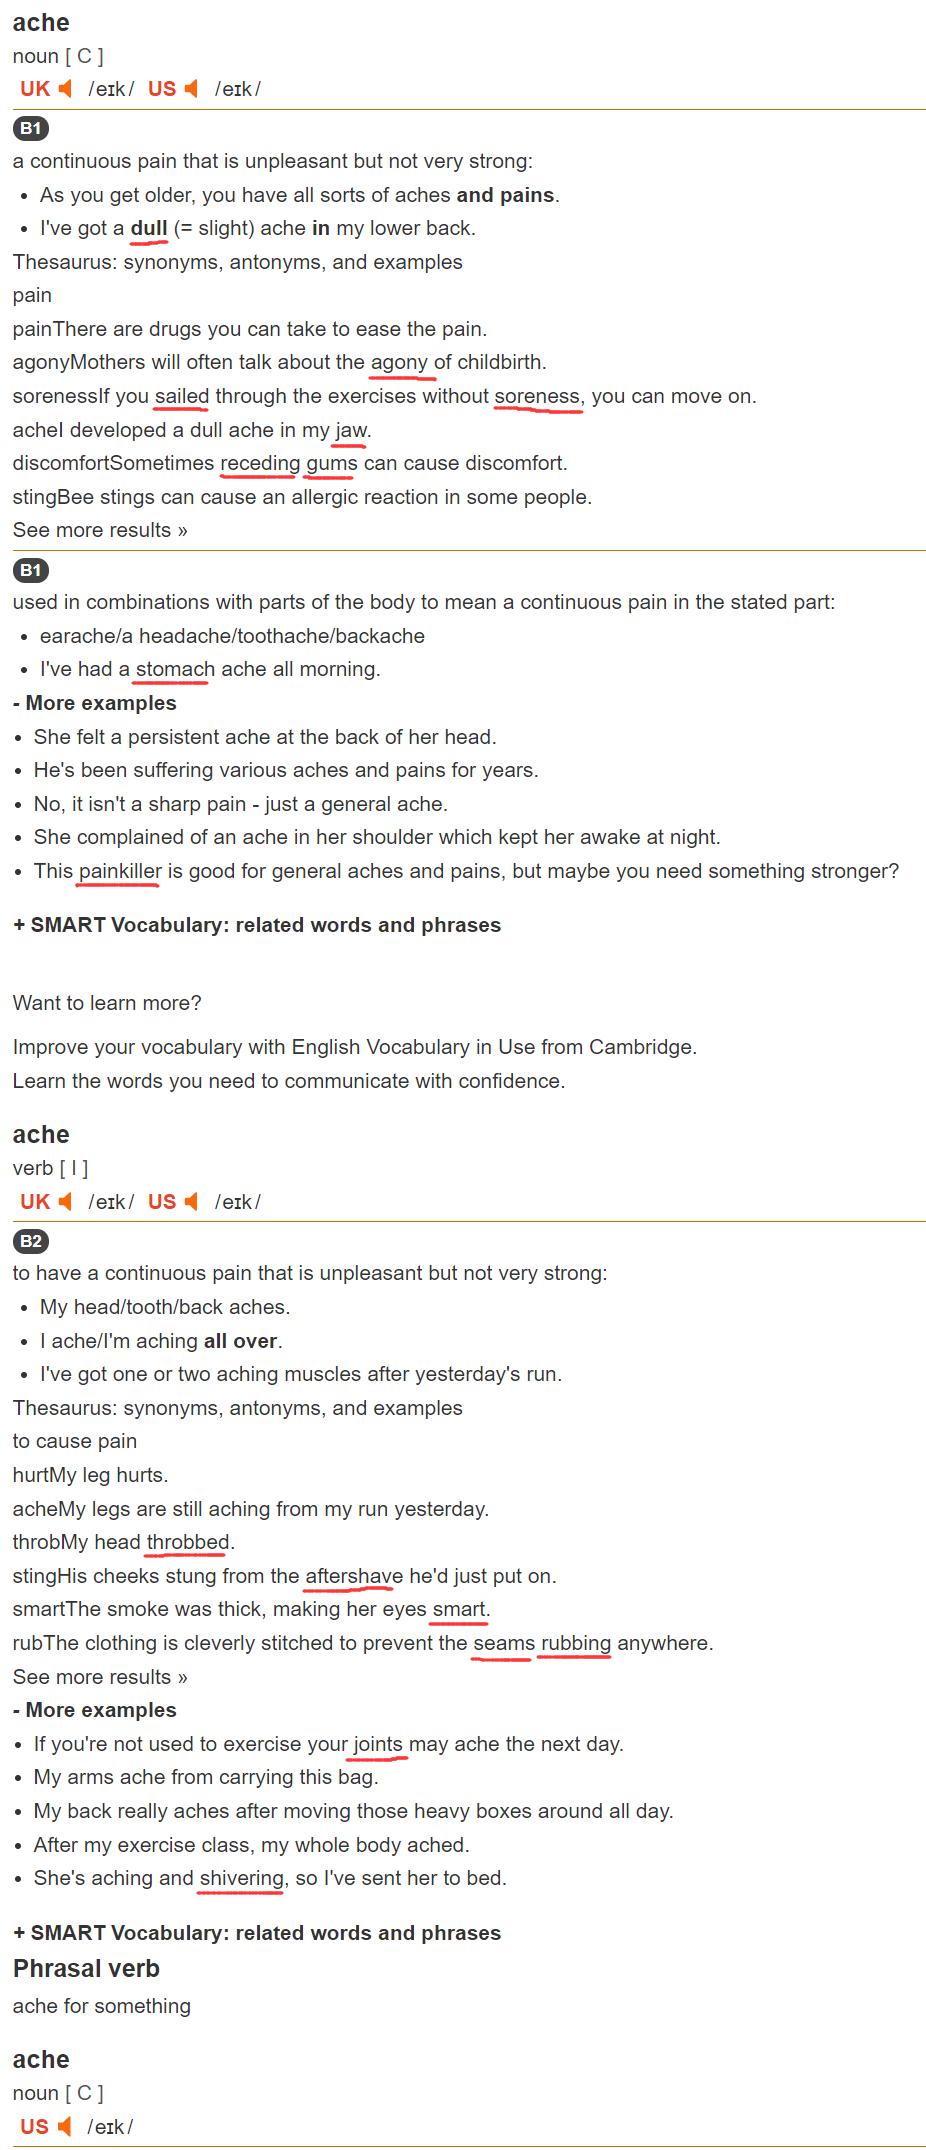 ache
noun [ C ]
UK /eɪk/ US /eɪk/
B1
a continuous pain that is unpleasant but not very strong:
• As you get older, you have all sorts of aches and pains.
• I've got a dull (= slight) ache in my lower back.
Thesaurus: synonyms, antonyms, and examples
pain
painThere are drugs you can take to ease the pain.
agonyMothers will often talk about the agony of childbirth.
sorenessIf you sailed through the exercises without soreness, you can move on.
acheI developed a dull ache in my jaw.
discomfortSometimes receding gums can cause discomfort.
stingBee stings can cause an allergic reaction in some people.
See more results »
B1
used in combinations with parts of the body to mean a continuous pain in the stated part:
• earache/a headache/toothache/backache
• I've had a stomach ache all morning.
- More examples
• She felt a persistent ache at the back of her head.
• He's been suffering various aches and pains for years.
• No, it isn't a sharp pain - just a general ache.
• She complained of an ache in her shoulder which kept her awake at night.
• This painkiller is good for general aches and pains, but maybe you need something stronger?
+ SMART Vocabulary: related words and phrases
Want to learn more?
Improve your vocabulary with English Vocabulary in Use from Cambridge.
Learn the words you need to communicate with confidence.
ache
verb [ I ]
UK /eɪk/ US /eɪk/
B2
to have a continuous pain that is unpleasant but not very strong:
• My head/tooth/back aches.
• I ache/I'm aching all over.
• I've got one or two aching muscles after yesterday's run.
Thesaurus: synonyms, antonyms, and examples
to cause pain
hurtMy leg hurts.
acheMy legs are still aching from my run yesterday.
throbMy head throbbed.
stingHis cheeks stung from the aftershave he'd just put on.
smartThe smoke was thick, making her eyes smart.
rubThe clothing is cleverly stitched to prevent the seams rubbing anywhere.
See more results »
- More examples
• If you're not used to exercise your joints may ache the next day.
• My arms ache from carrying this bag.
• My back really aches after moving those heavy boxes around all day.
• After my exercise class, my whole body ached.
• She's aching and shivering, so I've sent her to bed.
+ SMART Vocabulary: related words and phrases
Phrasal verb
ache for something
ache
noun [ C ]
US /eɪk/